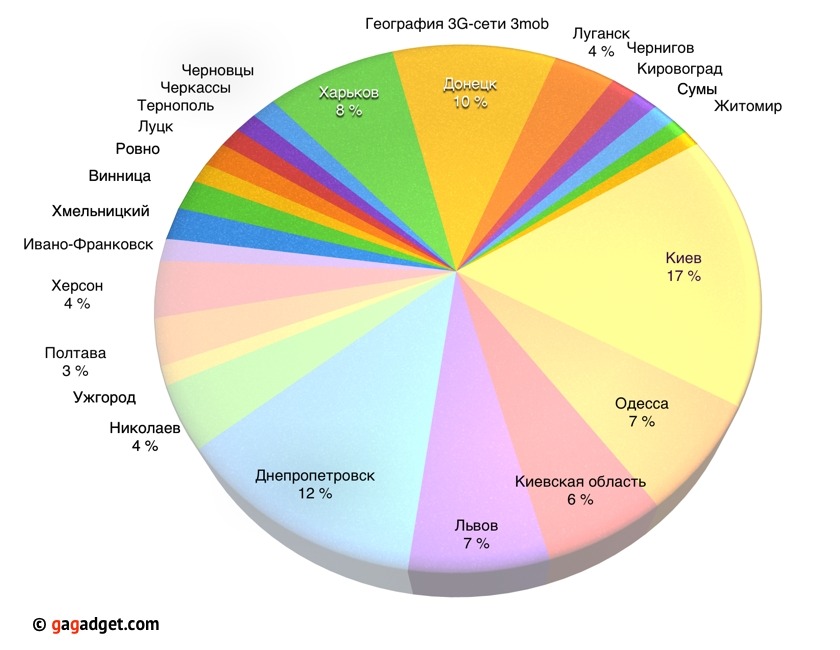 География 3G-сети 3mob
Луганск
4 %
Чернигов
Кировоград
Сумы
Житомир
Черновцы
Черкассы
Тернополь
Луцк
Ровно
Винница
Хмельницкий
Ивано-Франковск
Херсон
4 %
Полтава
3 %
Ужгород
Николаев
4 %
Харьков
8 %
Донецк
10 %
Киев
17 %
Одесса
7 %
Киевская область
6 %
Львов
7 %
Днепропетровск
12 %
© gagadget.com